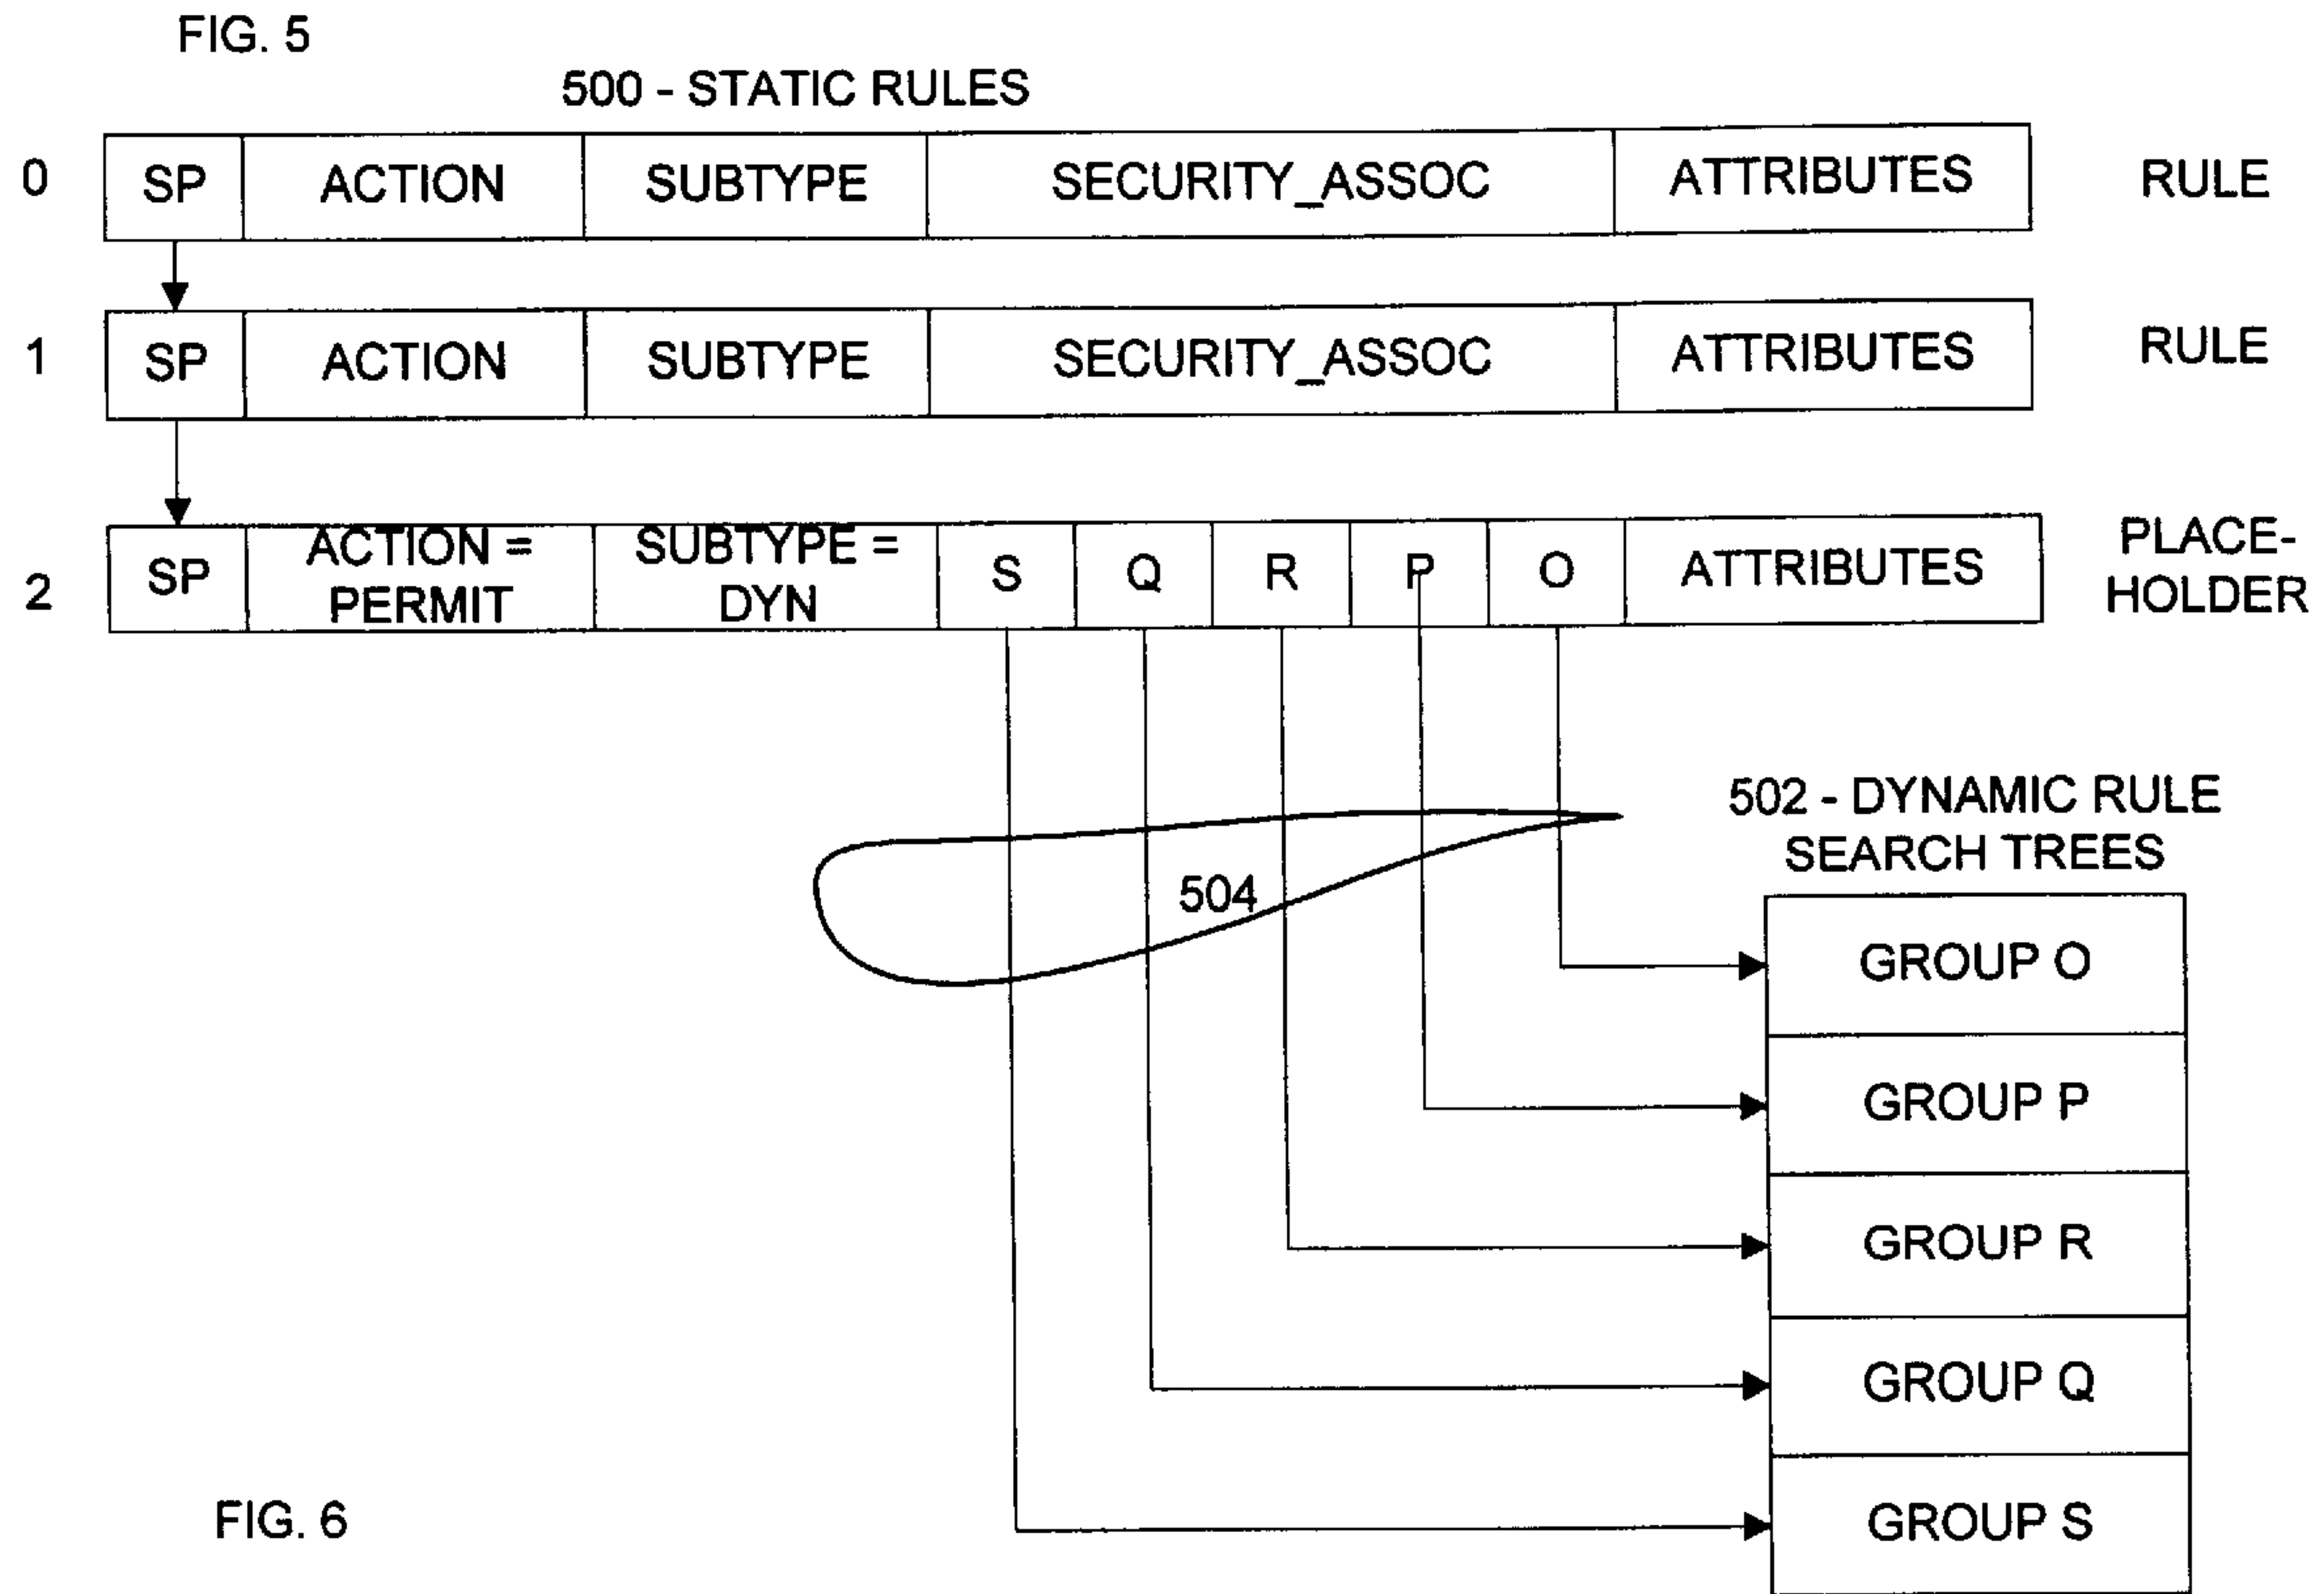 FIG. 5
500 - STATIC RULES
0 SP ACTION SUBTYPE SECURITY_ASSOC ATTRIBUTES RULE
1 SP ACTION SUBTYPE SECURITY_ASSOC ATTRIBUTES RULE
2 SP ACTION = PERMIT SUBTYPE = DYN S Q R P O ATTRIBUTES PLACE-HOLDER
502 - DYNAMIC RULE
SEARCH TREES
504
GROUP O
GROUP P
GROUP R
GROUP Q
GROUP S
FIG. 6